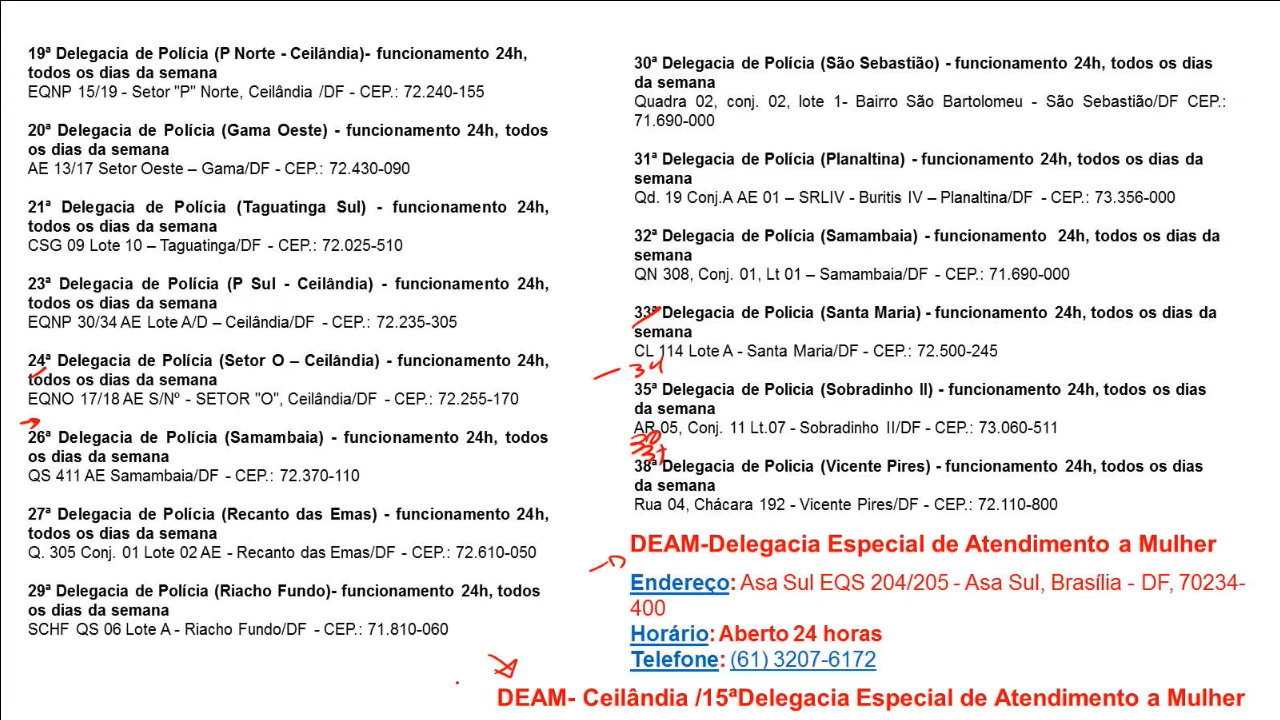 19ª Delegacia de Polícia (P Norte - Ceilândia)- funcionamento 24h,
todos os dias da semana
EQNP 15/19 - Setor "P" Norte, Ceilândia /DF - CEP.: 72.240-155
20ª Delegacia de Polícia (Gama Oeste) - funcionamento 24h, todos
os dias da semana
AE 13/17 Setor Oeste – Gama/DF - CEP.: 72.430-090
21ª Delegacia de Polícia (Taguatinga Sul) - funcionamento 24h,
todos os dias da semana
CSG 09 Lote 10 – Taguatinga/DF - CEP.: 72.025-510
23ª Delegacia de Polícia (P Sul - Ceilândia) - funcionamento 24h,
todos os dias da semana
EQNP 30/34 AE Lote A/D – Ceilândia/DF - CEP.: 72.235-305
24ª Delegacia de Polícia (Setor O – Ceilândia) - funcionamento 24h,
todos os dias da semana
EQNO 17/18 AE S/Nº - SETOR "O", Ceilândia/DF - CEP.: 72.255-170
26ª Delegacia de Polícia (Samambaia) - funcionamento 24h, todos
os dias da semana
QS 411 AE Samambaia/DF - CEP.: 72.370-110
27ª Delegacia de Polícia (Recanto das Emas) - funcionamento 24h,
todos os dias da semana
Q. 305 Conj. 01 Lote 02 AE - Recanto das Emas/DF - CEP.: 72.610-050
29ª Delegacia de Polícia (Riacho Fundo)- funcionamento 24h, todos
os dias da semana
SCHF QS 06 Lote A - Riacho Fundo/DF - CEP.: 71.810-060
30ª Delegacia de Polícia (São Sebastião) - funcionamento 24h, todos os dias
da semana
Quadra 02, conj. 02, lote 1- Bairro São Bartolomeu - São Sebastião/DF CEP.:
71.690-000
31ª Delegacia de Polícia (Planaltina) - funcionamento 24h, todos os dias da
semana
Qd. 19 Conj.A AE 01 – SRLIV - Buritis IV – Planaltina/DF - CEP.: 73.356-000
32ª Delegacia de Polícia (Samambaia) - funcionamento 24h, todos os dias da
semana
QN 308, Conj. 01, Lt 01 – Samambaia/DF - CEP.: 71.690-000
33ª Delegacia de Policia (Santa Maria) - funcionamento 24h, todos os dias da
semana
CL 114 Lote A - Santa Maria/DF - CEP.: 72.500-245
34
35ª Delegacia de Policia (Sobradinho II) - funcionamento 24h, todos os dias
da semana
AR 05, Conj. 11 Lt.07 - Sobradinho II/DF - CEP.: 73.060-511
38ª Delegacia de Policia (Vicente Pires) - funcionamento 24h, todos os dias
da semana
Rua 04, Chácara 192 - Vicente Pires/DF - CEP.: 72.110-800
DEAM-Delegacia Especial de Atendimento a Mulher
Endereço: Asa Sul EQS 204/205 - Asa Sul, Brasília - DF, 70234-
400
Horário: Aberto 24 horas
Telefone: (61) 3207-6172
DEAM- Ceilândia /15ªDelegacia Especial de Atendimento a Mulher